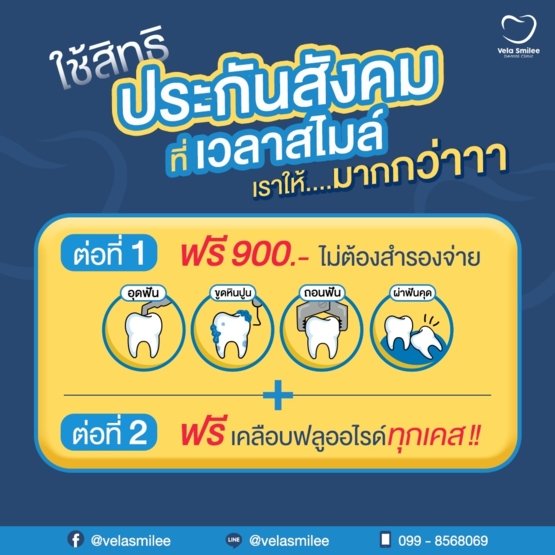 Vela Smilee
Dental Clinic
ใช้สิทธิ
ประกันสังคม
ที่ เวลาสไมล์
เราให้....มากกว่าาา
ต่อที่ 1 ฟรี 900.- ไม่ต้องสำรองจ่าย
อุดฟัน ขูดหินปูน ถอนฟัน ผ่าฟันคุด
+
ต่อที่ 2 ฟรี เคลือบฟลูออไรด์ทุกเคส !!
@velasmilee LINE @velasmilee 099 - 8568069